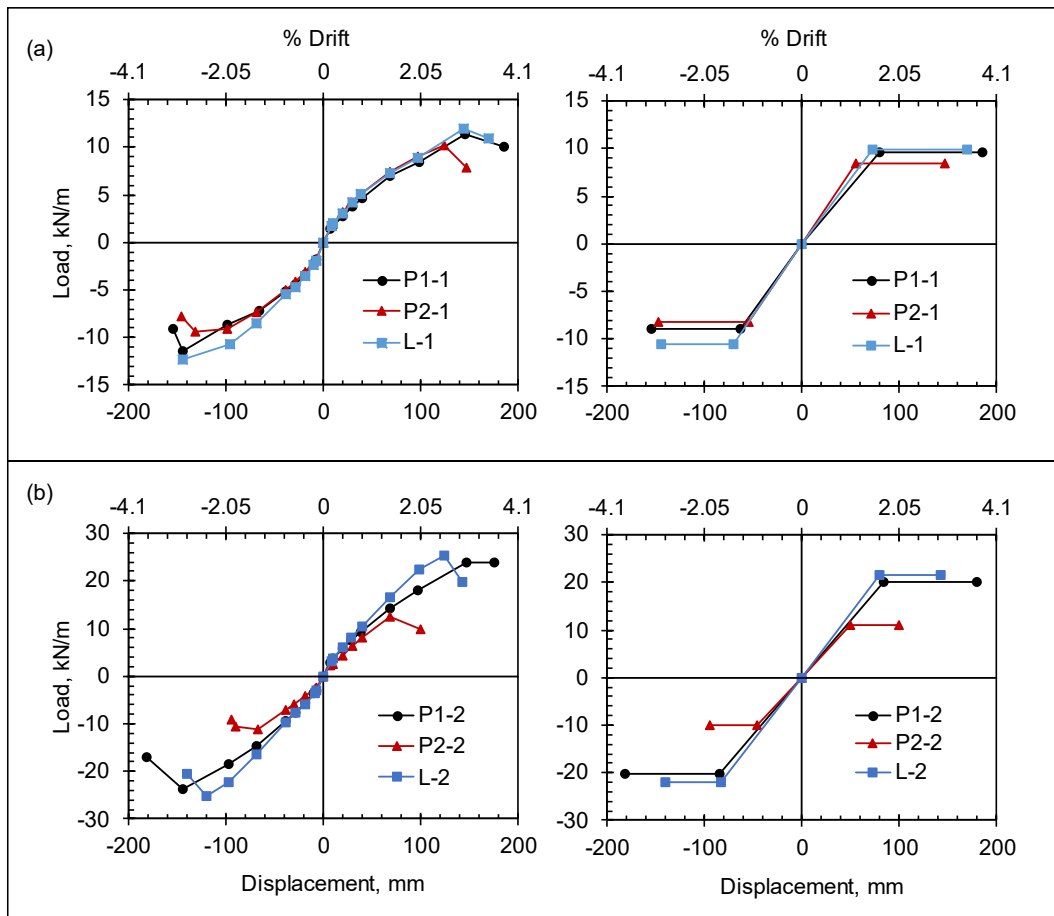 (a)
% Drift
% Drift
-4.1 -2.05 0 2.05 4.1
-4.1 -2.05 0 2.05 4.1
15
10
5
0
-5
-10
-15
Load, kN/m
P1-1
P2-1
L-1
-200 -100 0 100 200
15
10
5
0
-5
-10
-15
P1-1
P2-1
L-1
-200 -100 0 100 200
(b)
-4.1 -2.05 0 2.05 4.1
-4.1 -2.05 0 2.05 4.1
30
20
10
0
-10
-20
-30
Load, kN/m
P1-2
P2-2
L-2
-200 -100 0 100 200
Displacement, mm
30
20
10
0
-10
-20
-30
P1-2
P2-2
L-2
-200 -100 0 100 200
Displacement, mm